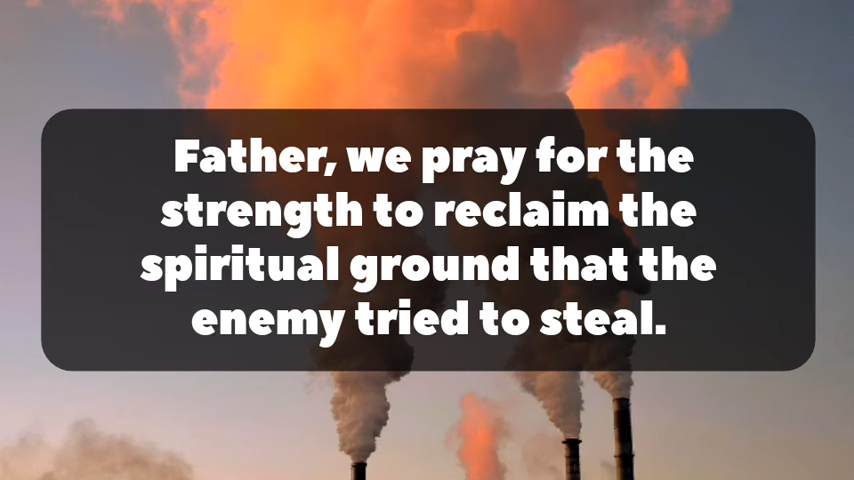 Father, we pray for the
strength to reclaim the
spiritual ground that the
enemy tried to steal.